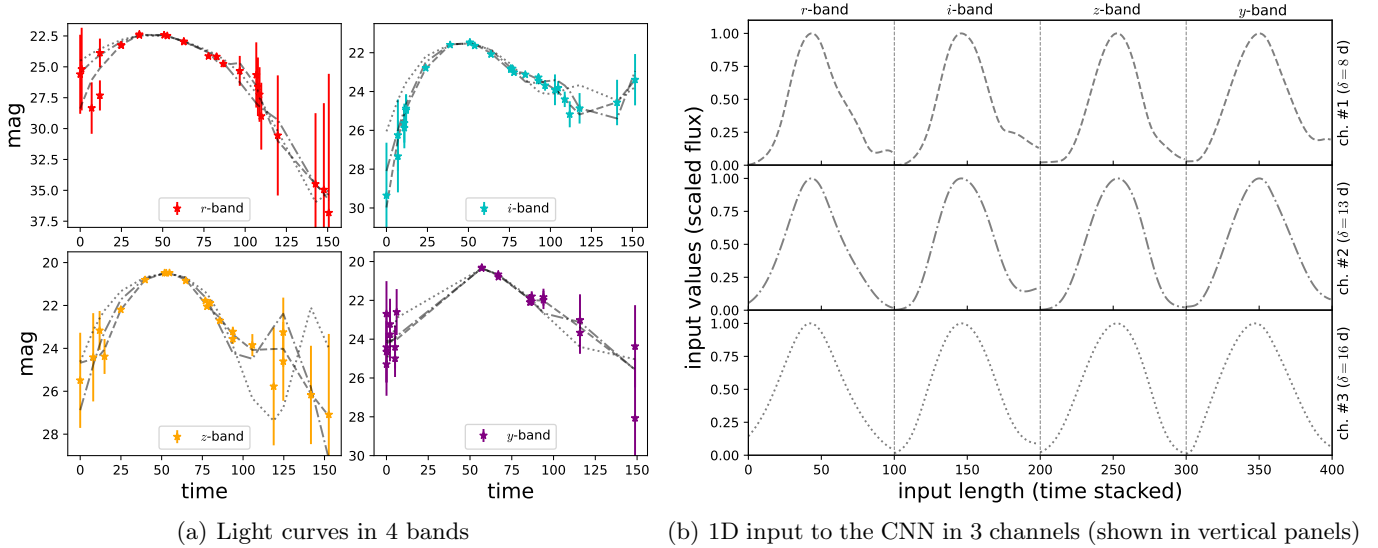 22.5
25.0
27.5
30.0
32.5
35.0
37.5
mag
0 25 50 75 100 125 150
r-band
22
24
26
28
30
0 25 50 75 100 125 150
i-band
20
22
24
26
28
mag
0 25 50 75 100 125 150
time
z-band
20
22
24
26
28
30
0 25 50 75 100 125 150
time
y-band
(a) Light curves in 4 bands
r-band i-band z-band y-band
1.00
0.75
0.50
0.25
0.00
ch. #1 (δ = 8 d)
1.00
0.75
0.50
0.25
0.00
ch. #2 (δ = 13 d)
1.00
0.75
0.50
0.25
0.00
ch. #3 (δ = 16 d)
input values (scaled flux)
0 50 100 150 200 250 300 350 400
input length (time stacked)
(b) 1D input to the CNN in 3 channels (shown in vertical panels)